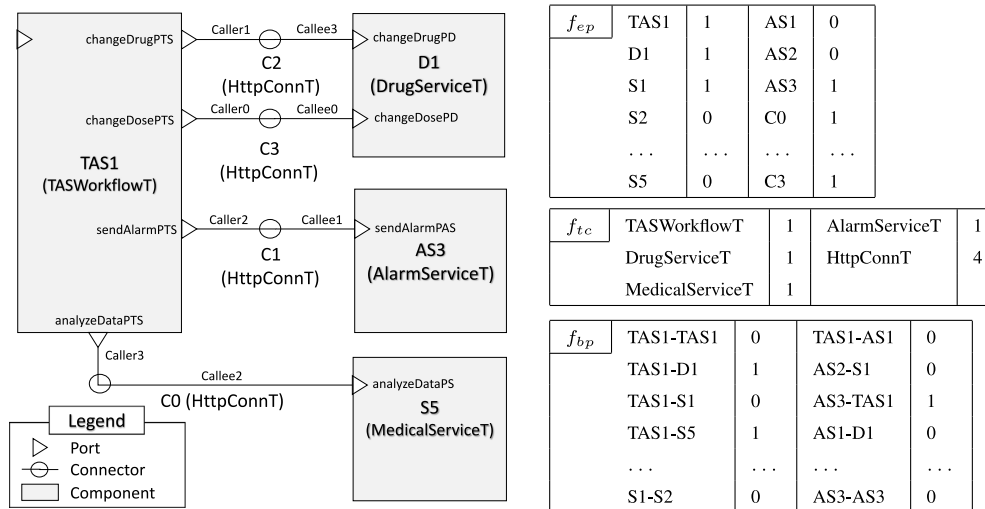 changeDrugPTS Caller1 Callee3 changeDrugPD
C2 D1
(HttpConnT) (DrugServiceT)
changeDosePTS Caller0 Callee0 changeDosePD
C3
TAS1 (HttpConnT)
(TASWorkflowT)
sendAlarmPTS Caller2 Callee1 sendAlarmPAS
C1 AS3
(HttpConnT) (AlarmServiceT)
analyzeDataPTS
Caller3
Callee2 analyzeDataPS
C0 (HttpConnT) S5
(MedicalServiceT)
Legend
Port
Connector
Component
f_ep TAS1 1 AS1 0
D1 1 AS2 0
S1 1 AS3 1
S2 0 C0 1
... ... ... ...
S5 0 C3 1
f_tc TASWorkflowT 1 AlarmServiceT 1
DrugServiceT 1 HttpConnT 4
MedicalServiceT 1
f_bp TAS1-TAS1 0 TAS1-AS1 0
TAS1-D1 1 AS2-S1 0
TAS1-S1 0 AS3-TAS1 1
TAS1-S5 1 AS1-D1 0
... ... ... ...
S1-S2 0 AS3-AS3 0